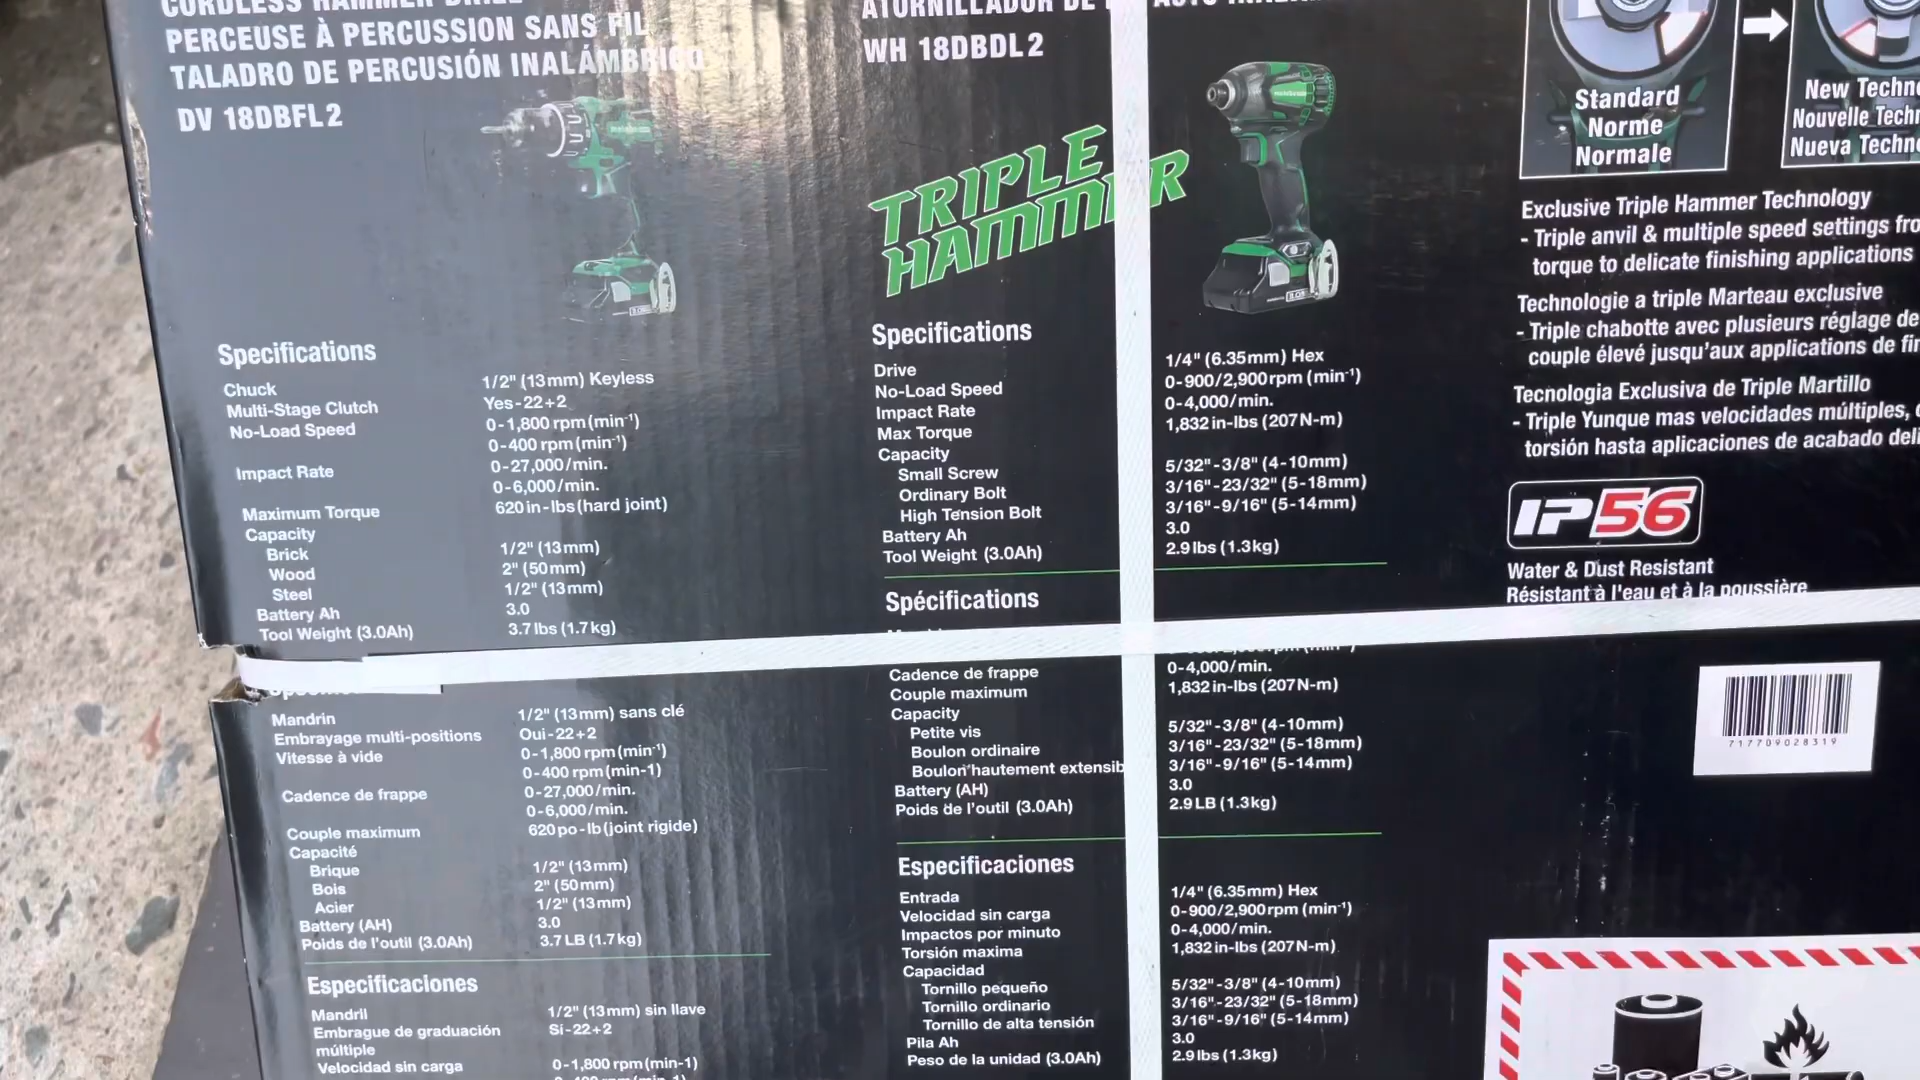 CORDLESS HAMMER DRILL
PERCEUSE À PERCUSSION SANS FIL
TALADRO DE PERCUSIÓN INALÁMBRICO
DV 18DBFL2
Specifications
Chuck 1/2" (13mm) Keyless
Multi-Stage Clutch Yes-22+2
No-Load Speed 0-1,800 rpm (min⁻¹)
0-400 rpm (min⁻¹)
Impact Rate 0-27,000/min.
0-6,000/min.
Maximum Torque 620 in-lbs (hard joint)
Capacity
Brick 1/2" (13mm)
Wood 2" (50mm)
Steel 1/2" (13mm)
Battery Ah 3.0
Tool Weight (3.0Ah) 3.7 lbs (1.7kg)
Mandrin 1/2" (13mm) sans clé
Embrayage multi-positions Oui-22+2
Vitesse à vide 0-1,800 rpm (min⁻¹)
0-400 rpm (min-1)
Cadence de frappe 0-27,000/min.
0-6,000/min.
Couple maximum 620 po-lb (joint rigide)
Capacité
Brique 1/2" (13mm)
Bois 2" (50mm)
Acier 1/2" (13mm)
Battery (AH) 3.0
Poids de l'outil (3.0Ah) 3.7 LB (1.7kg)
Especificaciones
Mandril 1/2" (13mm) sin llave
Embrague de graduación Si-22+2
múltiple
Velocidad sin carga 0-1,800 rpm (min-1)
ATORNILLADOR DE
WH 18DBDL2
TRIPLE
HAMMER
Specifications
Drive 1/4" (6.35mm) Hex
No-Load Speed 0-900/2,900rpm (min⁻¹)
Impact Rate 0-4,000/min.
Max Torque 1,832 in-lbs (207N-m)
Capacity
Small Screw 5/32"-3/8" (4-10mm)
Ordinary Bolt 3/16"-23/32" (5-18mm)
High Tension Bolt 3/16"-9/16" (5-14mm)
Battery Ah 3.0
Tool Weight (3.0Ah) 2.9 lbs (1.3kg)
Spécifications
Cadence de frappe 0-4,000/min.
Couple maximum 1,832 in-lbs (207N-m)
Capacity
Petite vis 5/32"-3/8" (4-10mm)
Boulon ordinaire 3/16"-23/32" (5-18mm)
Boulon hautement extensib 3/16"-9/16" (5-14mm)
Battery (AH) 3.0
Poids de l'outil (3.0Ah) 2.9 LB (1.3kg)
Especificaciones
Entrada 1/4" (6.35mm) Hex
Velocidad sin carga 0-900/2,900rpm (min⁻¹)
Impactos por minuto 0-4,000/min.
Torsión maxima 1,832 in-lbs (207N-m)
Capacidad
Tornillo pequeño 5/32"-3/8" (4-10mm)
Tornillo ordinario 3/16"-23/32" (5-18mm)
Tornillo de alta tensión 3/16"-9/16" (5-14mm)
Pila Ah 3.0
Peso de la unidad (3.0Ah) 2.9 lbs (1.3kg)
Standard
Norme
Normale
New Techn
Nouvelle Techn
Nueva Techn
Exclusive Triple Hammer Technology
- Triple anvil & multiple speed settings fro
torque to delicate finishing applications
Technologie a triple Marteau exclusive
- Triple chabotte avec plusieurs réglage de
couple élevé jusqu'aux applications de fi
Tecnologia Exclusiva de Triple Martillo
- Triple Yunque mas velocidades múltiples,
torsión hasta aplicaciones de acabado deli
IP56
Water & Dust Resistant
Résistant à l'eau et à la poussière
717709028319